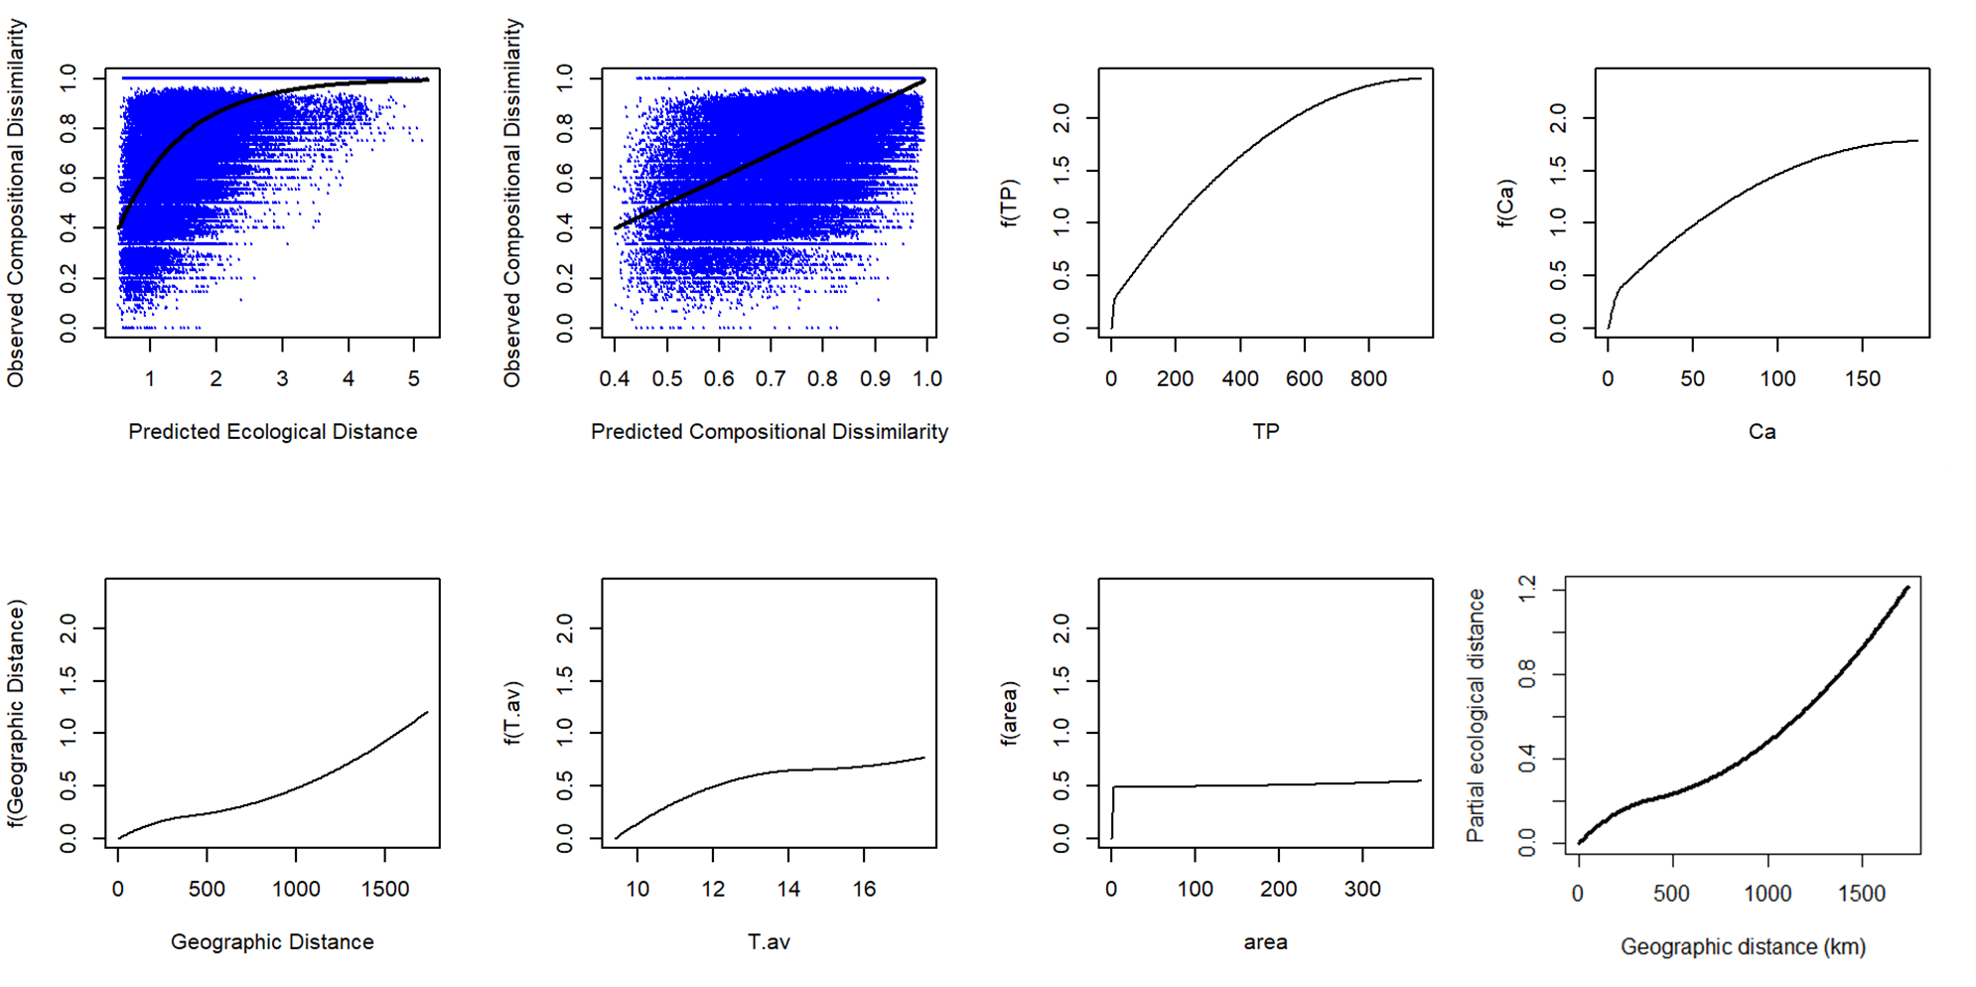 Observed Compositional Dissimilarity
0.0 0.2 0.4 0.6 0.8 1.0
1 2 3 4 5
Predicted Ecological Distance
Observed Compositional Dissimilarity
0.0 0.2 0.4 0.6 0.8 1.0
0.4 0.5 0.6 0.7 0.8 0.9 1.0
Predicted Compositional Dissimilarity
f(TP)
0.0 0.5 1.0 1.5 2.0
0 200 400 600 800
TP
f(Ca)
0.0 0.5 1.0 1.5 2.0
0 50 100 150
Ca
f(Geographic Distance)
0.0 0.5 1.0 1.5 2.0
0 500 1000 1500
Geographic Distance
f(T.av)
0.0 0.5 1.0 1.5 2.0
10 12 14 16
T.av
f(area)
0.0 0.5 1.0 1.5 2.0
0 100 200 300
area
Partial ecological distance
0.0 0.4 0.8 1.2
0 500 1000 1500
Geographic distance (km)